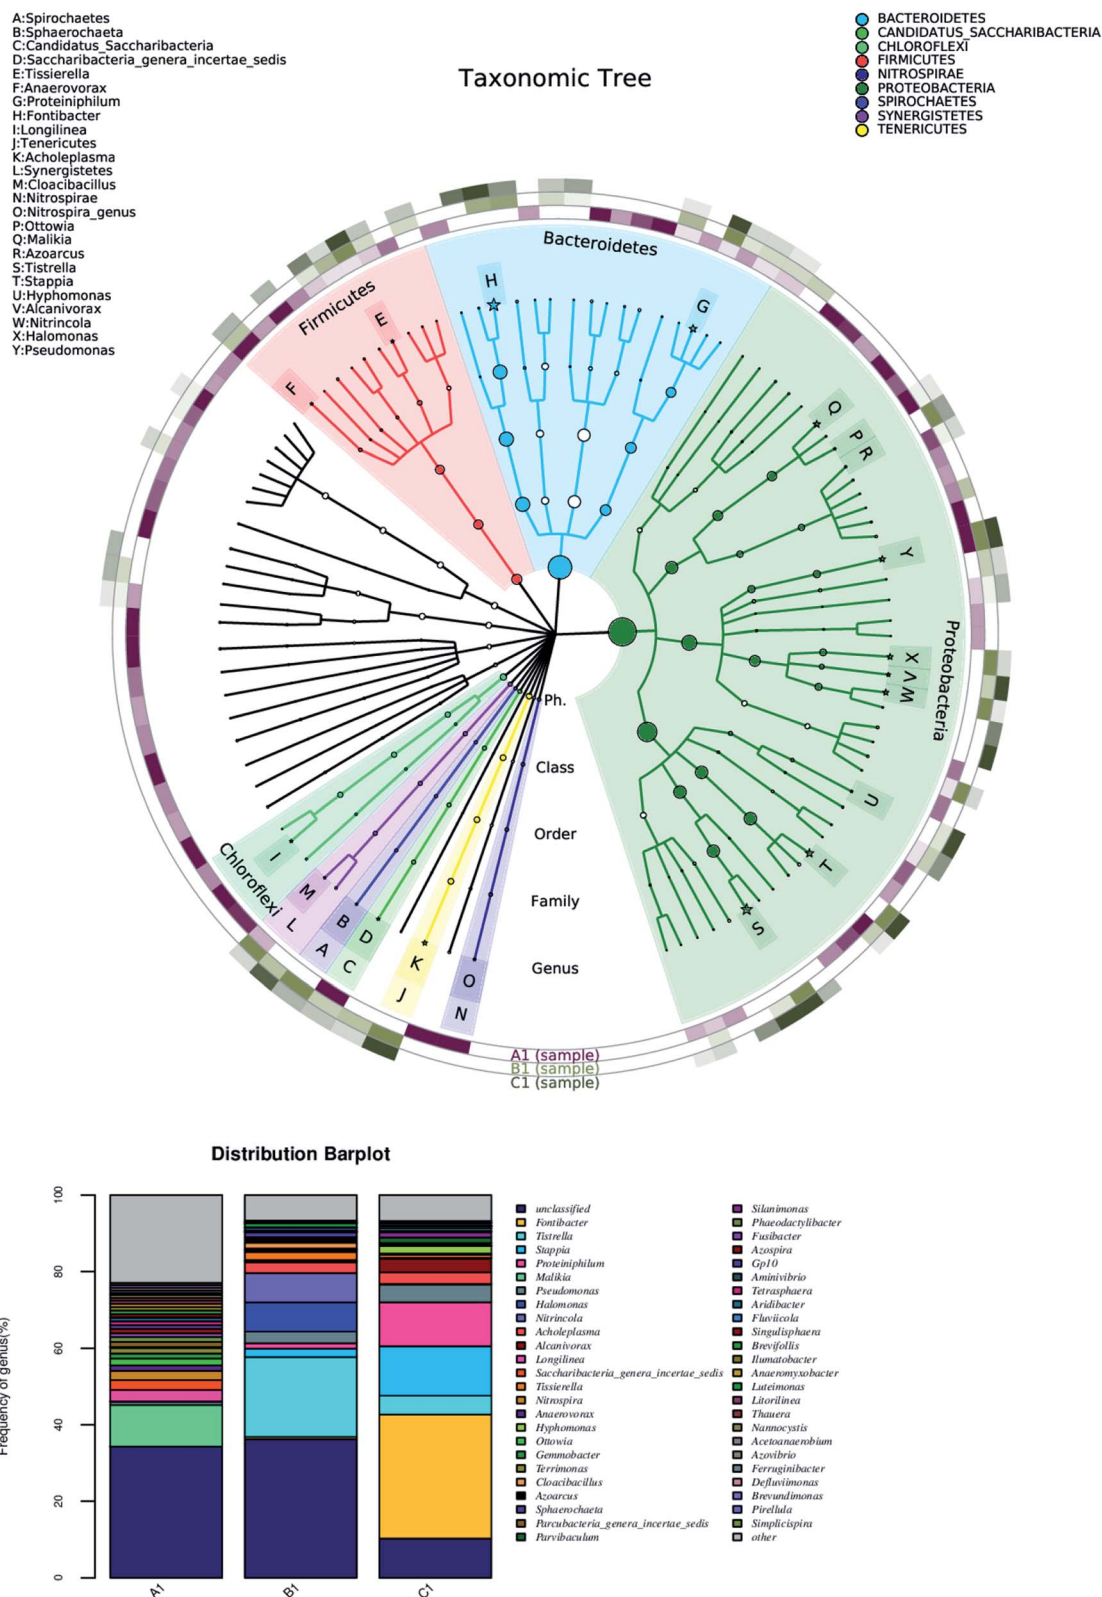 A:Spirochaetes
B:Sphaerochaeta
C:Candidatus_Saccharibacteria
D:Saccharibacteria_genera_incertae_sedis
E:Tissierella
F:Anaerovorax
G:Proteiniphilum
H:Fontibacter
I:Longilinea
J:Tenericutes
K:Acholeplasma
L:Synergistetes
M:Cloacibacillus
N:Nitrospirae
O:Nitrospira_genus
P:Ottowia
Q:Malikia
R:Azoarcus
S:Tistrella
T:Stappia
U:Hyphomonas
V:Alcanivorax
W:Nitrincola
X:Halomonas
Y:Pseudomonas
Taxonomic Tree
BACTEROIDETES
CANDIDATUS_SACCHARIBACTERIA
CHLOROFLEXI
FIRMICUTES
NITROSPIRAE
PROTEOBACTERIA
SPIROCHAETES
SYNERGISTETES
TENERICUTES
Bacteroidetes
Firmicutes
H
G
E
F
Q
P R
Y
X
V
W
Proteobacteria
U
T
S
Chloroflexi
I
M
L
B
A
D
C
K
J
O
N
Ph.
Class
Order
Family
Genus
A1 (sample)
B1 (sample)
C1 (sample)
Distribution Barplot
Frequency of genus(%)
100
80
60
40
20
0
A1
B1
C1
unclassified
Fontibacter
Tistrella
Stappia
Proteiniphilum
Malikia
Pseudomonas
Halomonas
Nitrincola
Acholeplasma
Alcanivorax
Longilinea
Saccharibacteria_genera_incertae_sedis
Tissierella
Nitrospira
Anaerovorax
Hyphomonas
Ottowia
Gemmobacter
Terrimonas
Cloacibacillus
Azoarcus
Sphaerochaeta
Parcubacteria_genera_incertae_sedis
Parvibaculum
Silanimonas
Phaeodactylibacter
Fusibacter
Azospira
Gp10
Aminivibrio
Tetrasphaera
Aridibacter
Fluviicola
Singulisphaera
Brevifollis
Ilumatobacter
Anaeromyxobacter
Luteimonas
Litorilinea
Thauera
Nannocystis
Acetoanaerobium
Azovibrio
Ferruginibacter
Defluviimonas
Brevundimonas
Pirellula
Simplicispira
other